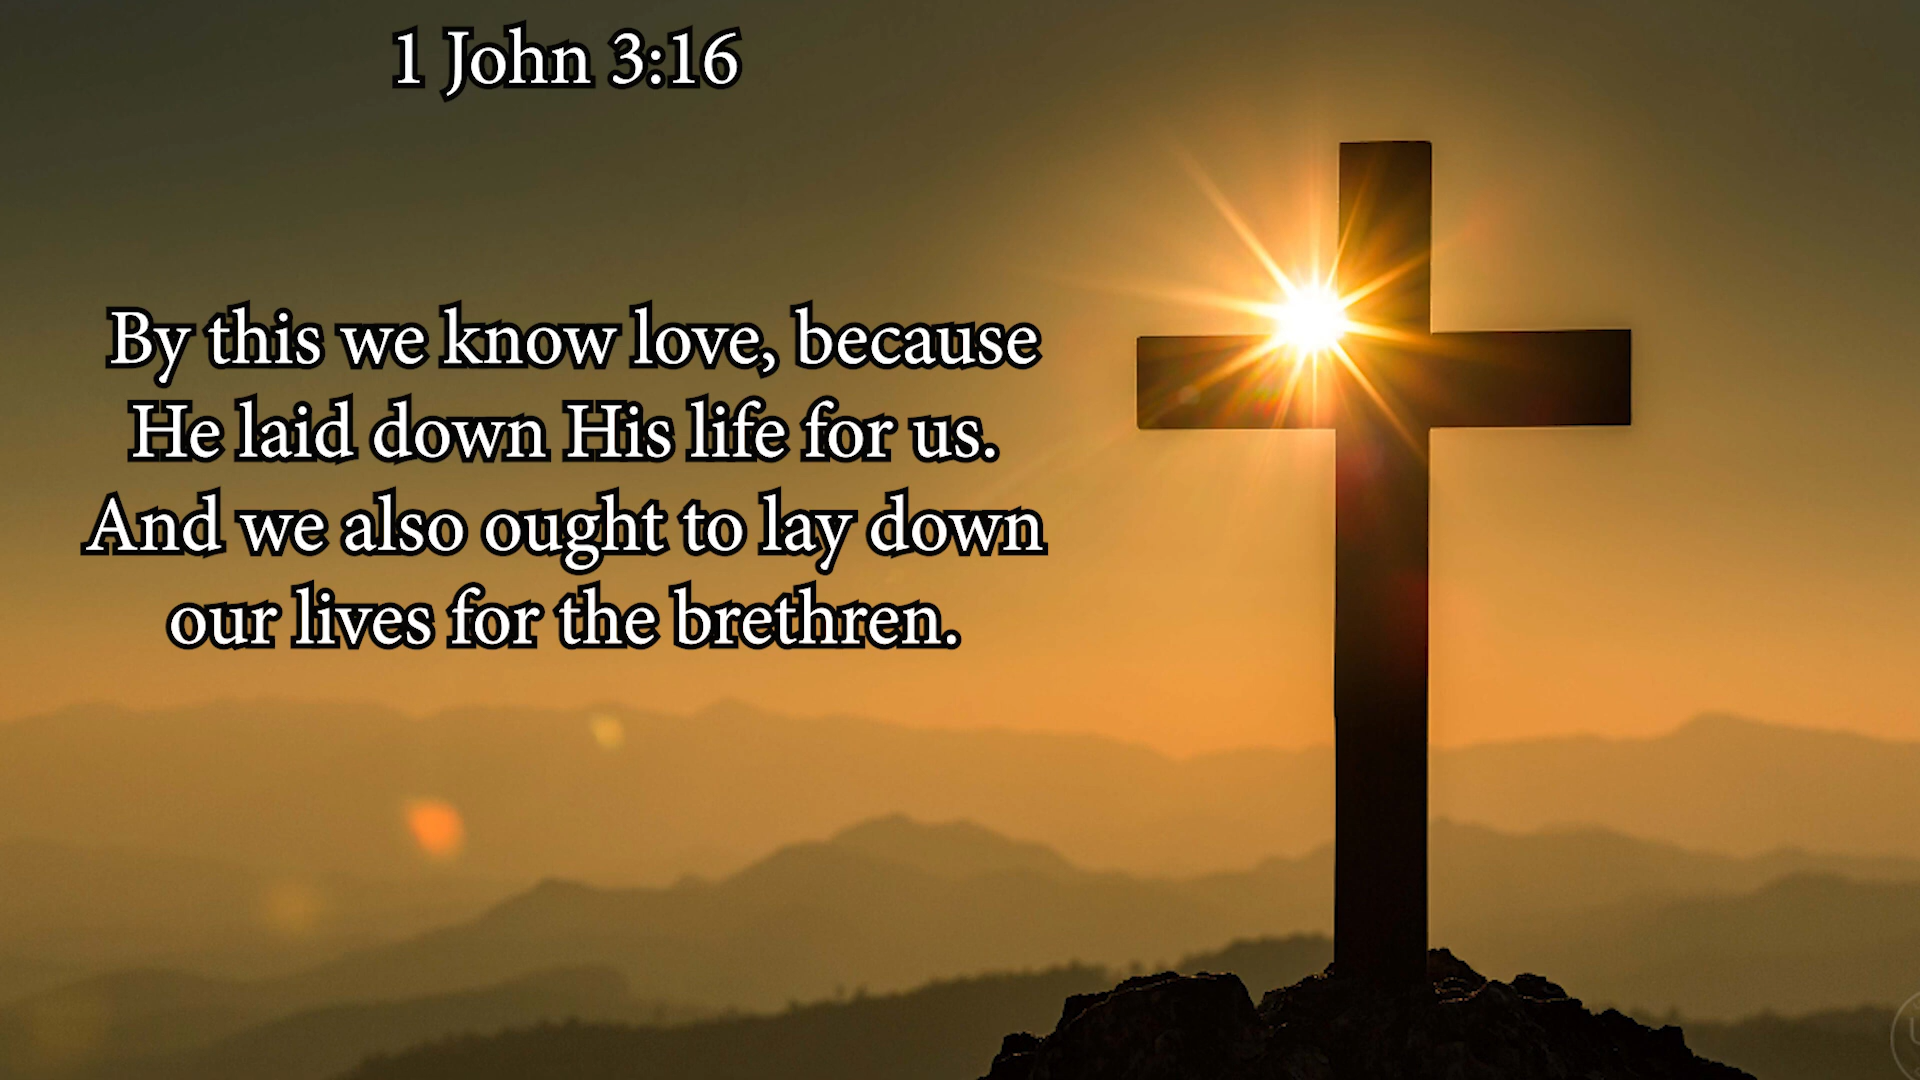 1 John 3:16
By this we know love, because
He laid down His life for us.
And we also ought to lay down
our lives for the brethren.